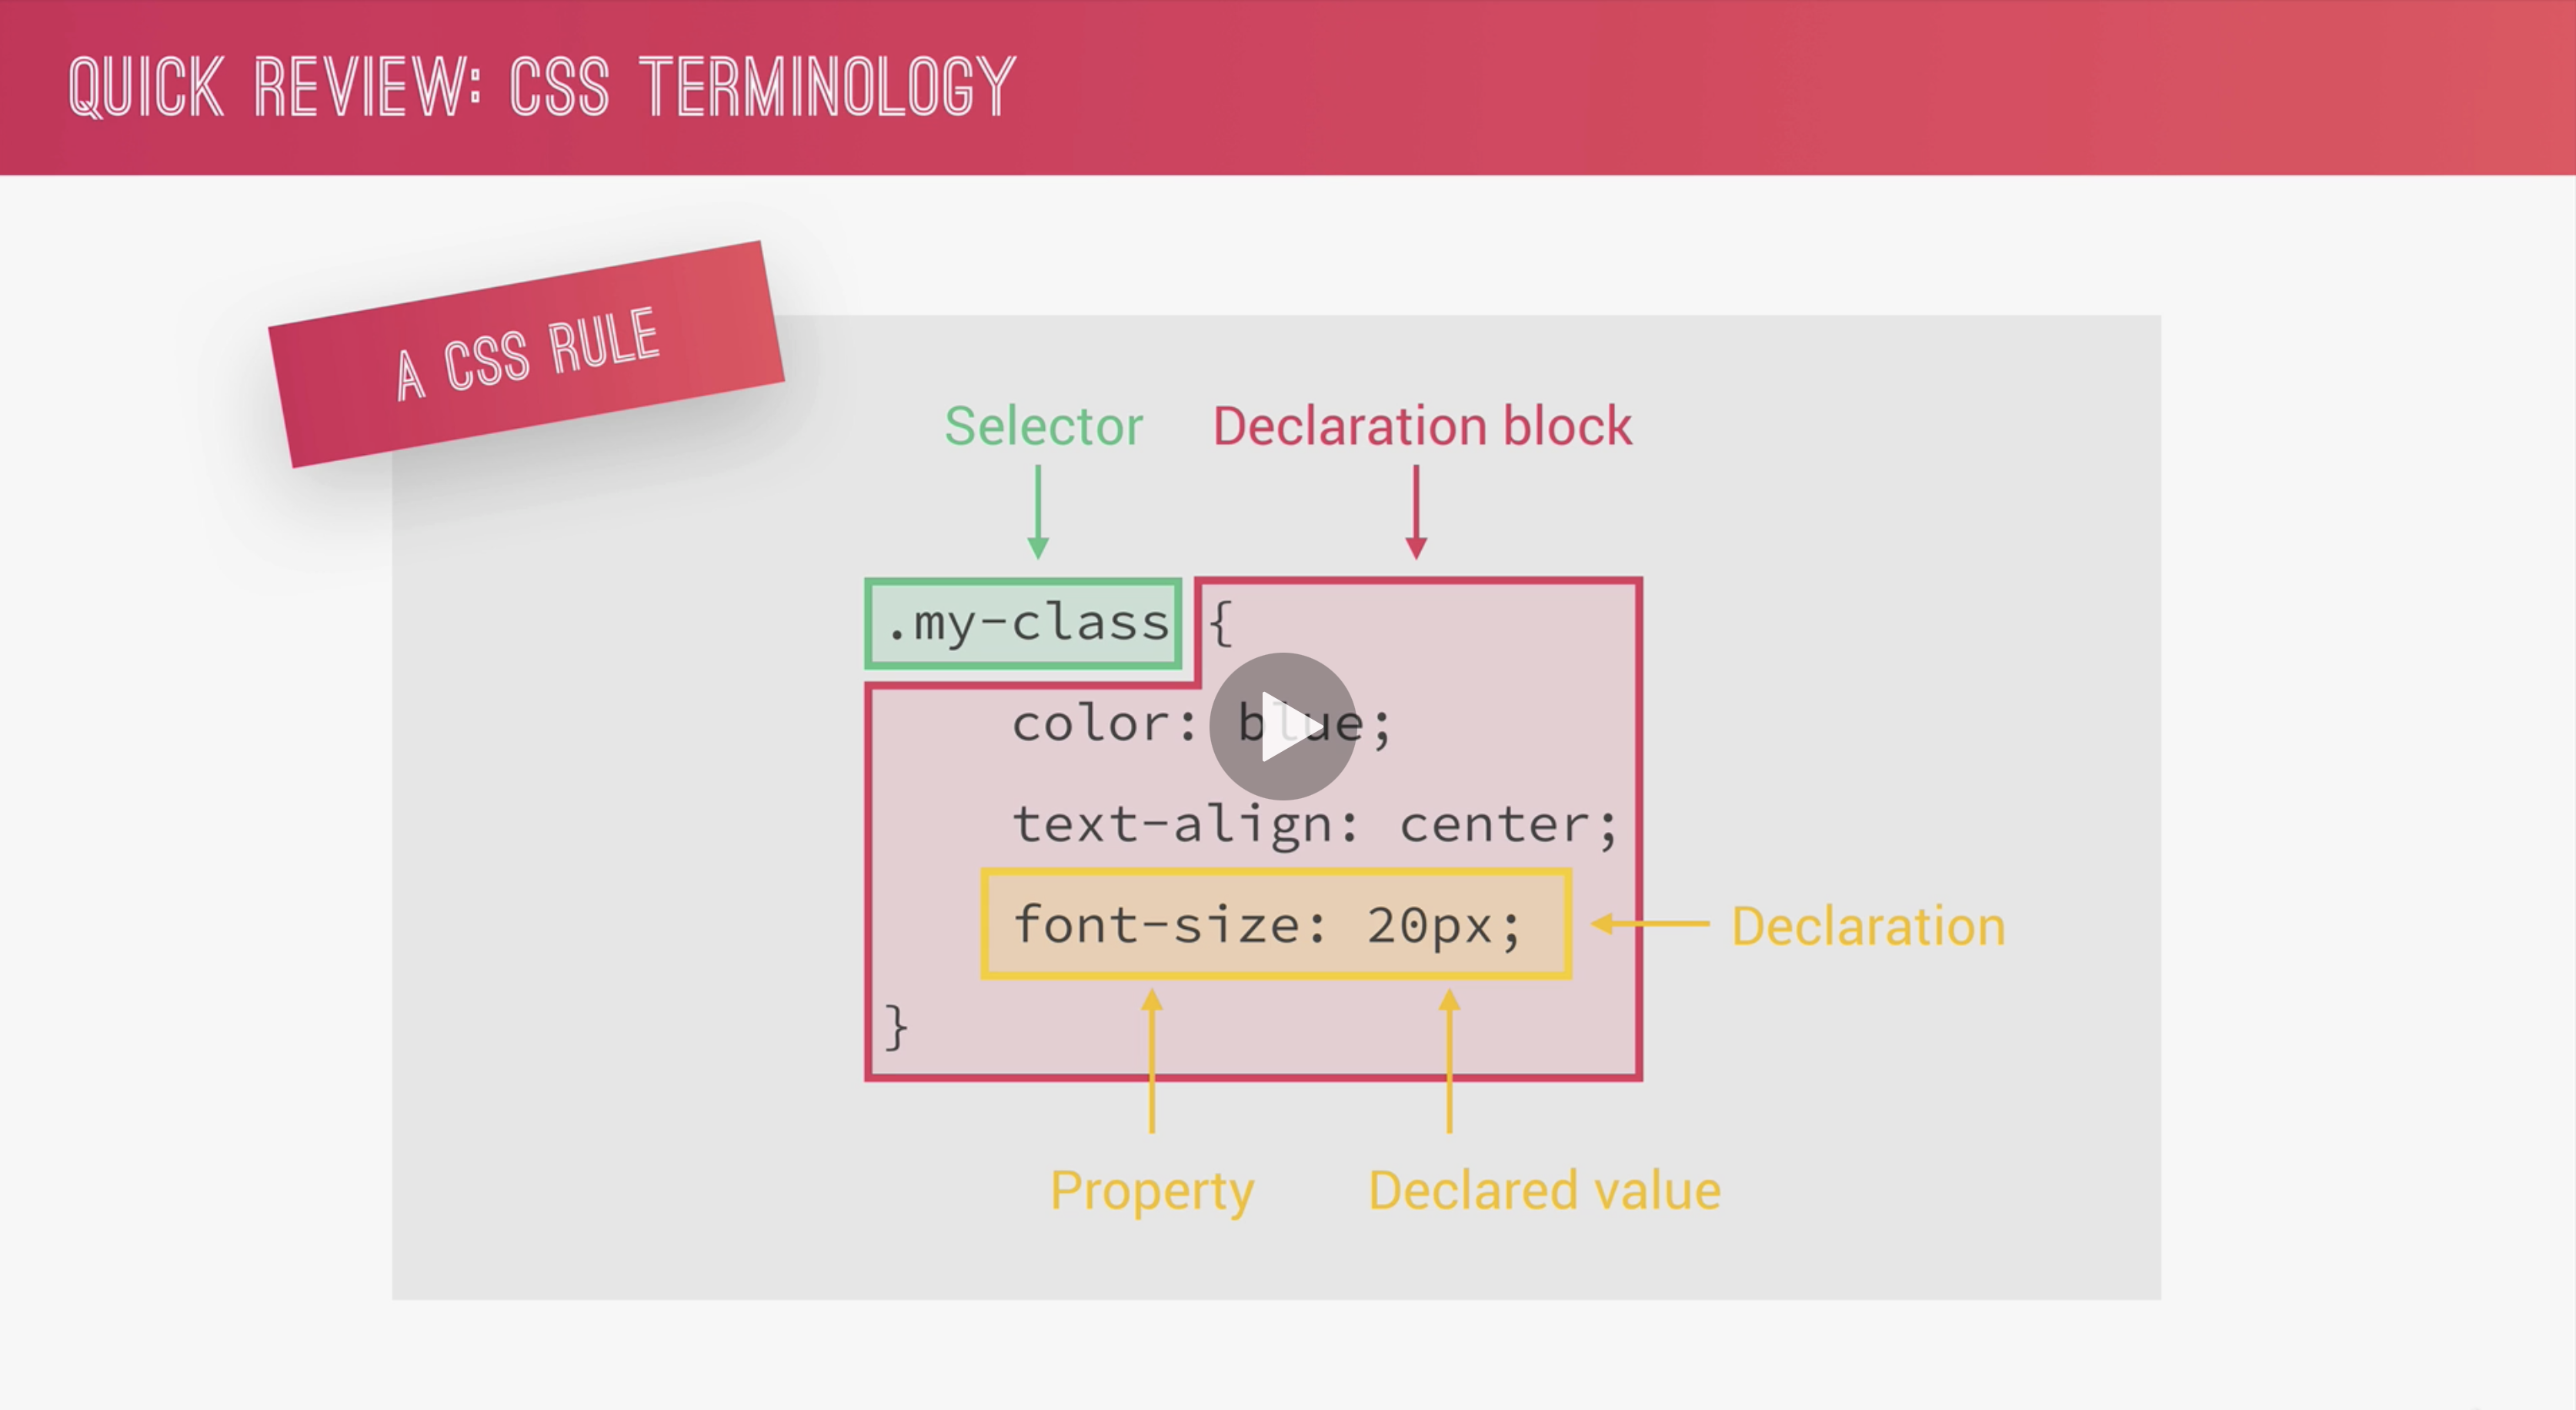 QUICK REVIEW: CSS TERMINOLOGY
A CSS RULE
Selector
Declaration block
.my-class {
color: blue;
text-align: center;
font-size: 20px;
Declaration
}
Property
Declared value